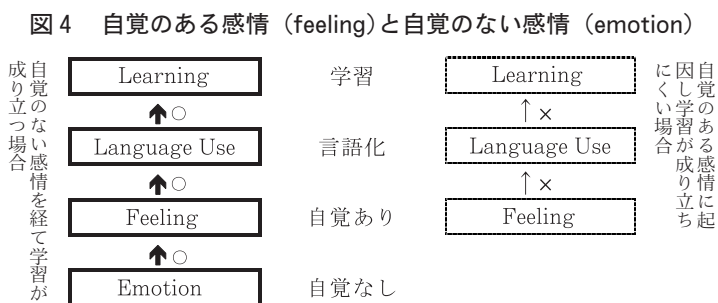 図4 自覚のある感情（feeling）と自覚のない感情（emotion）
自覚のない感情を経て学習が
成り立つ場合
Learning
学習
Learning
○
×
Language Use
言語化
Language Use
○
×
Feeling
自覚あり
Feeling
○
Emotion
自覚なし
自覚のある感情に起
因し学習が成り立ち
にくい場合